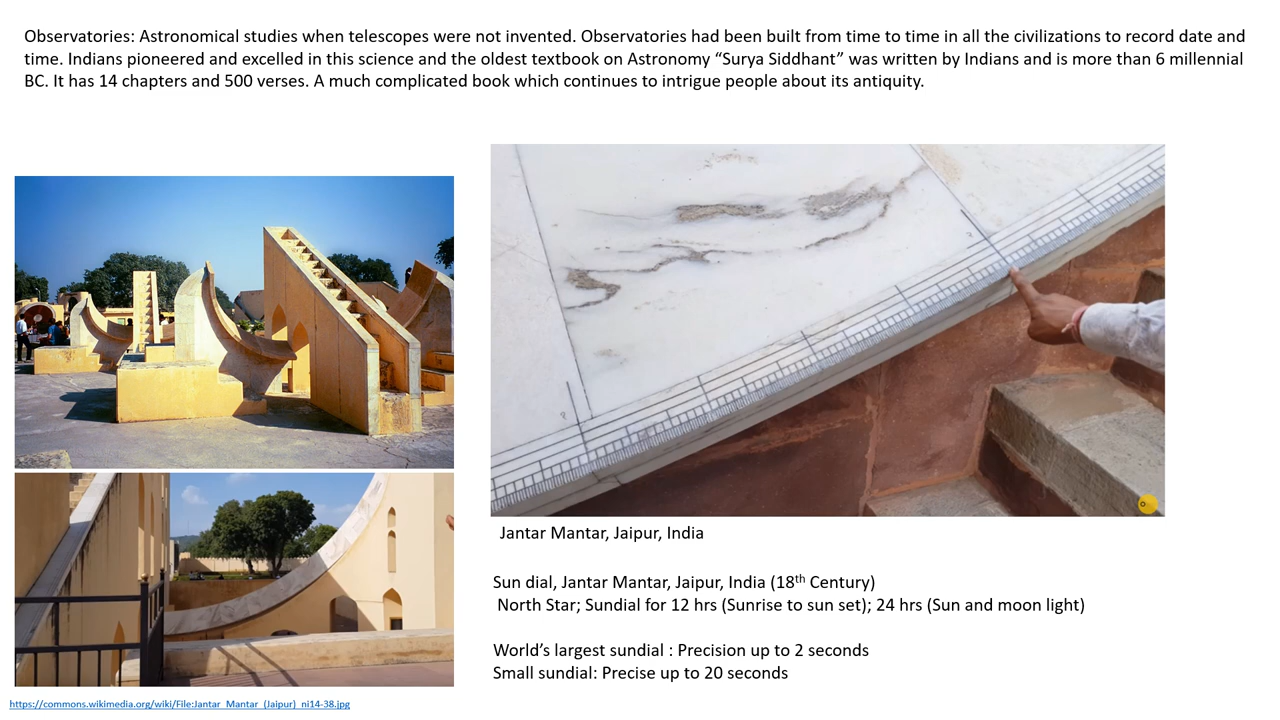 Observatories: Astronomical studies when telescopes were not invented. Observatories had been built from time to time in all the civilizations to record date and
time. Indians pioneered and excelled in this science and the oldest textbook on Astronomy “Surya Siddhant” was written by Indians and is more than 6 millennial
BC. It has 14 chapters and 500 verses. A much complicated book which continues to intrigue people about its antiquity.
Jantar Mantar, Jaipur, India
Sun dial, Jantar Mantar, Jaipur, India (18th Century)
North Star; Sundial for 12 hrs (Sunrise to sun set); 24 hrs (Sun and moon light)
World’s largest sundial : Precision up to 2 seconds
Small sundial: Precise up to 20 seconds
https://commons.wikimedia.org/wiki/File:Jantar_Mantar_(Jaipur)_ni14-38.jpg